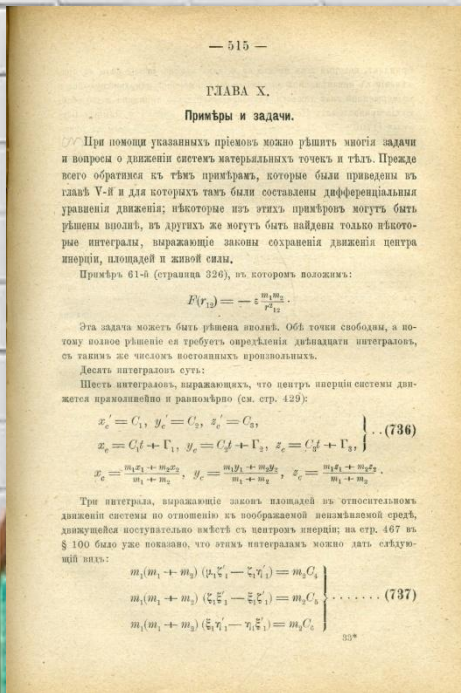 — 515 —
ГЛАВА X.
Примѣры и задачи.
При помощи указанныхъ пріемовъ можно рѣшить многія задачи
и вопросы о движеніи системъ матерьяльныхъ точекъ и тѣлъ. Прежде
всего обратимся къ тѣмъ примѣрамъ, которые были приведены въ
главѣ V-й и для которыхъ тамъ были составлены дифференціальныя
уравненія движенія; нѣкоторые изъ этихъ примѣровъ могутъ быть
рѣшены вполнѣ, въ другихъ же могутъ быть найдены только нѣкото-
рые интегралы, выражающіе законы сохраненія движенія центра
инерціи, площадей и живой силы.
Примѣръ 61-й (страница 326), въ которомъ положимъ:
F(r₁₂) = — ε m₁m₂ / r²₁₂ .
Эта задача можетъ быть рѣшена вполнѣ. Обѣ точки свободны, а по-
тому полное рѣшеніе ея требуетъ опредѣленія двѣнадцати интеграловъ,
съ такимъ же числомъ постоянныхъ произвольныхъ.
Десять интеграловъ суть:
Шесть интеграловъ, выражающихъ, что центръ инерціи системы дви-
жется прямолинейно и равномѣрно (см. стр. 429):
x_c′ = C₁, y_c′ = C₂, z_c′ = C₃,
x_c = C₁t + Γ₁, y_c = C₂t + Γ₂, z_c = C₃t + Γ₃, } . . (736)
x_c = (m₁x₁ + m₂x₂) / (m₁ + m₂), y_c = (m₁y₁ + m₂y₂) / (m₁ + m₂), z_c = (m₁z₁ + m₂z₂) / (m₁ + m₂) .
Три интеграла, выражающіе законъ площадей въ относительномъ
движеніи системы по отношенію къ воображаемой неизмѣняемой средѣ,
движущейся поступательно вмѣстѣ съ центромъ инерціи; на стр. 467 въ
§ 100 было уже показано, что этимъ интеграламъ можно дать слѣдую-
щій видъ:
m₁(m₁ + m₂) (η₁ζ′₁ — ζ₁η′₁) = m₂C₄
m₁(m₁ + m₂) (ζ₁ξ′₁ — ξ₁ζ′₁) = m₂C₅ } . . . . . . (737)
m₁(m₁ + m₂) (ξ₁η′₁ — η₁ξ′₁) = m₂C₆
33*